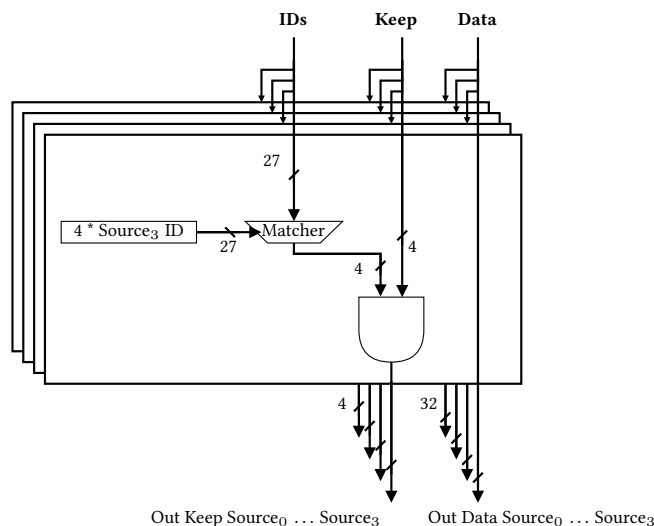 IDs Keep Data
27
4 * Source₃ ID Matcher
27 4
4
4 32
Out Keep Source₀ … Source₃ Out Data Source₀ … Source₃